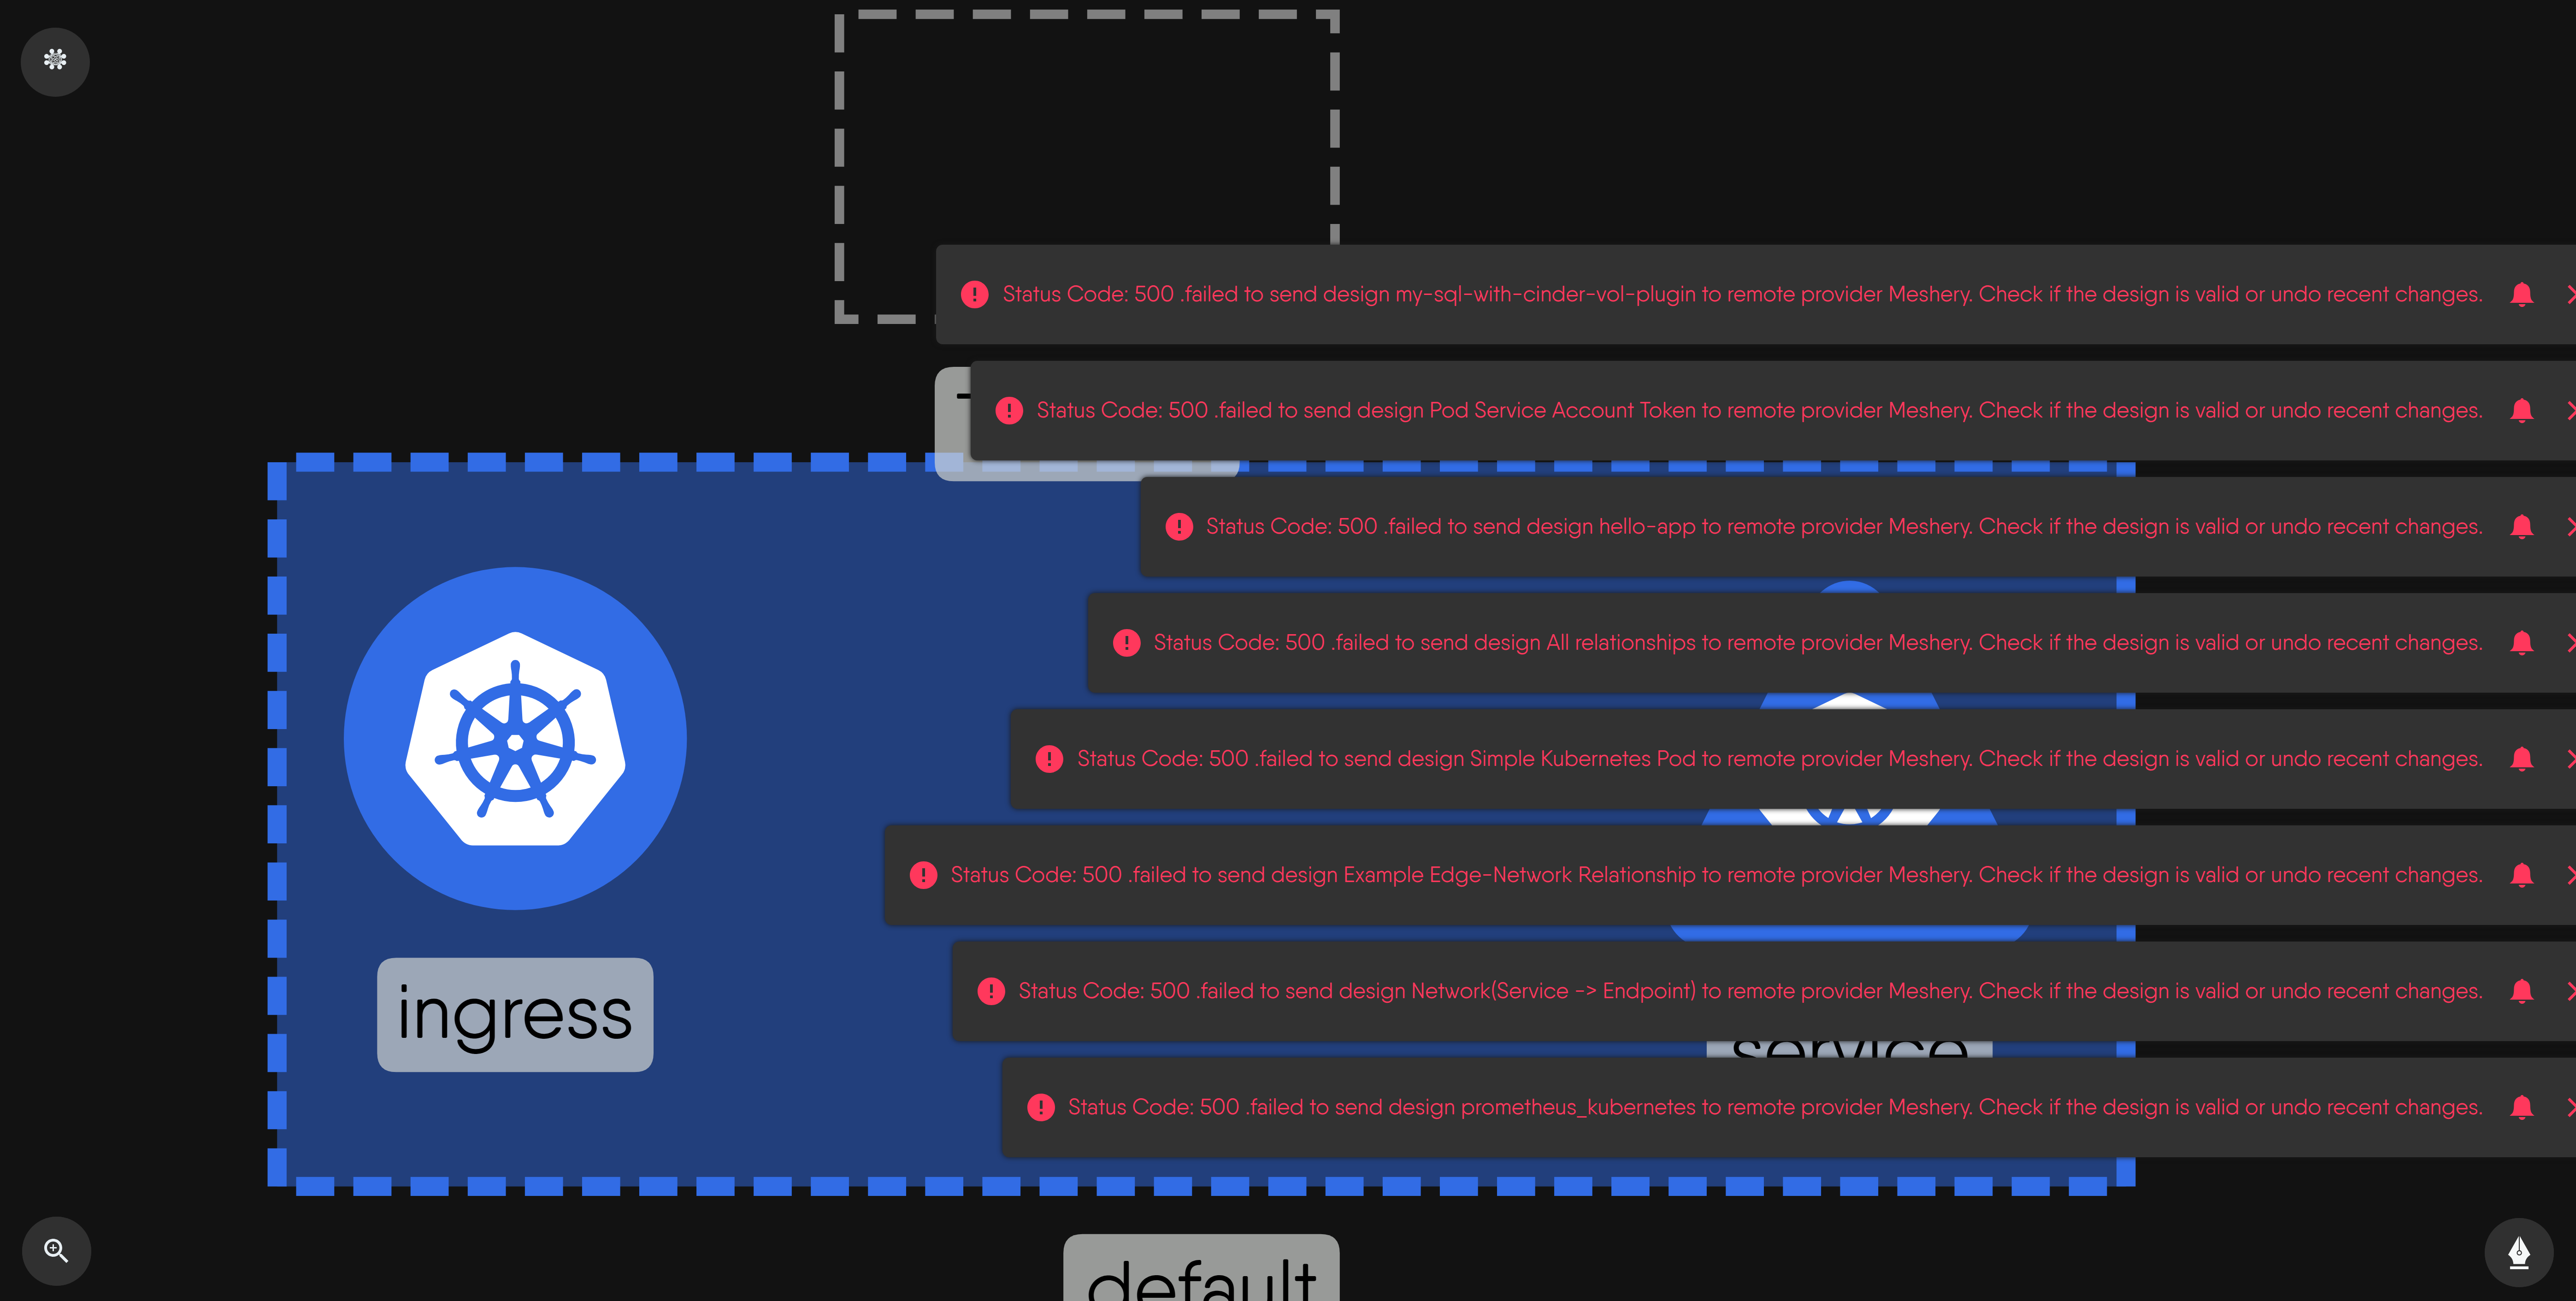 Status Code: 500 .failed to send design my-sql-with-cinder-vol-plugin to remote provider Meshery. Check if the design is valid or undo recent changes.
Status Code: 500 .failed to send design Pod Service Account Token to remote provider Meshery. Check if the design is valid or undo recent changes.
Status Code: 500 .failed to send design hello-app to remote provider Meshery. Check if the design is valid or undo recent changes.
Status Code: 500 .failed to send design All relationships to remote provider Meshery. Check if the design is valid or undo recent changes.
Status Code: 500 .failed to send design Simple Kubernetes Pod to remote provider Meshery. Check if the design is valid or undo recent changes.
Status Code: 500 .failed to send design Example Edge-Network Relationship to remote provider Meshery. Check if the design is valid or undo recent changes.
Status Code: 500 .failed to send design Network(Service -> Endpoint) to remote provider Meshery. Check if the design is valid or undo recent changes.
ingress
service
Status Code: 500 .failed to send design prometheus_kubernetes to remote provider Meshery. Check if the design is valid or undo recent changes.
default